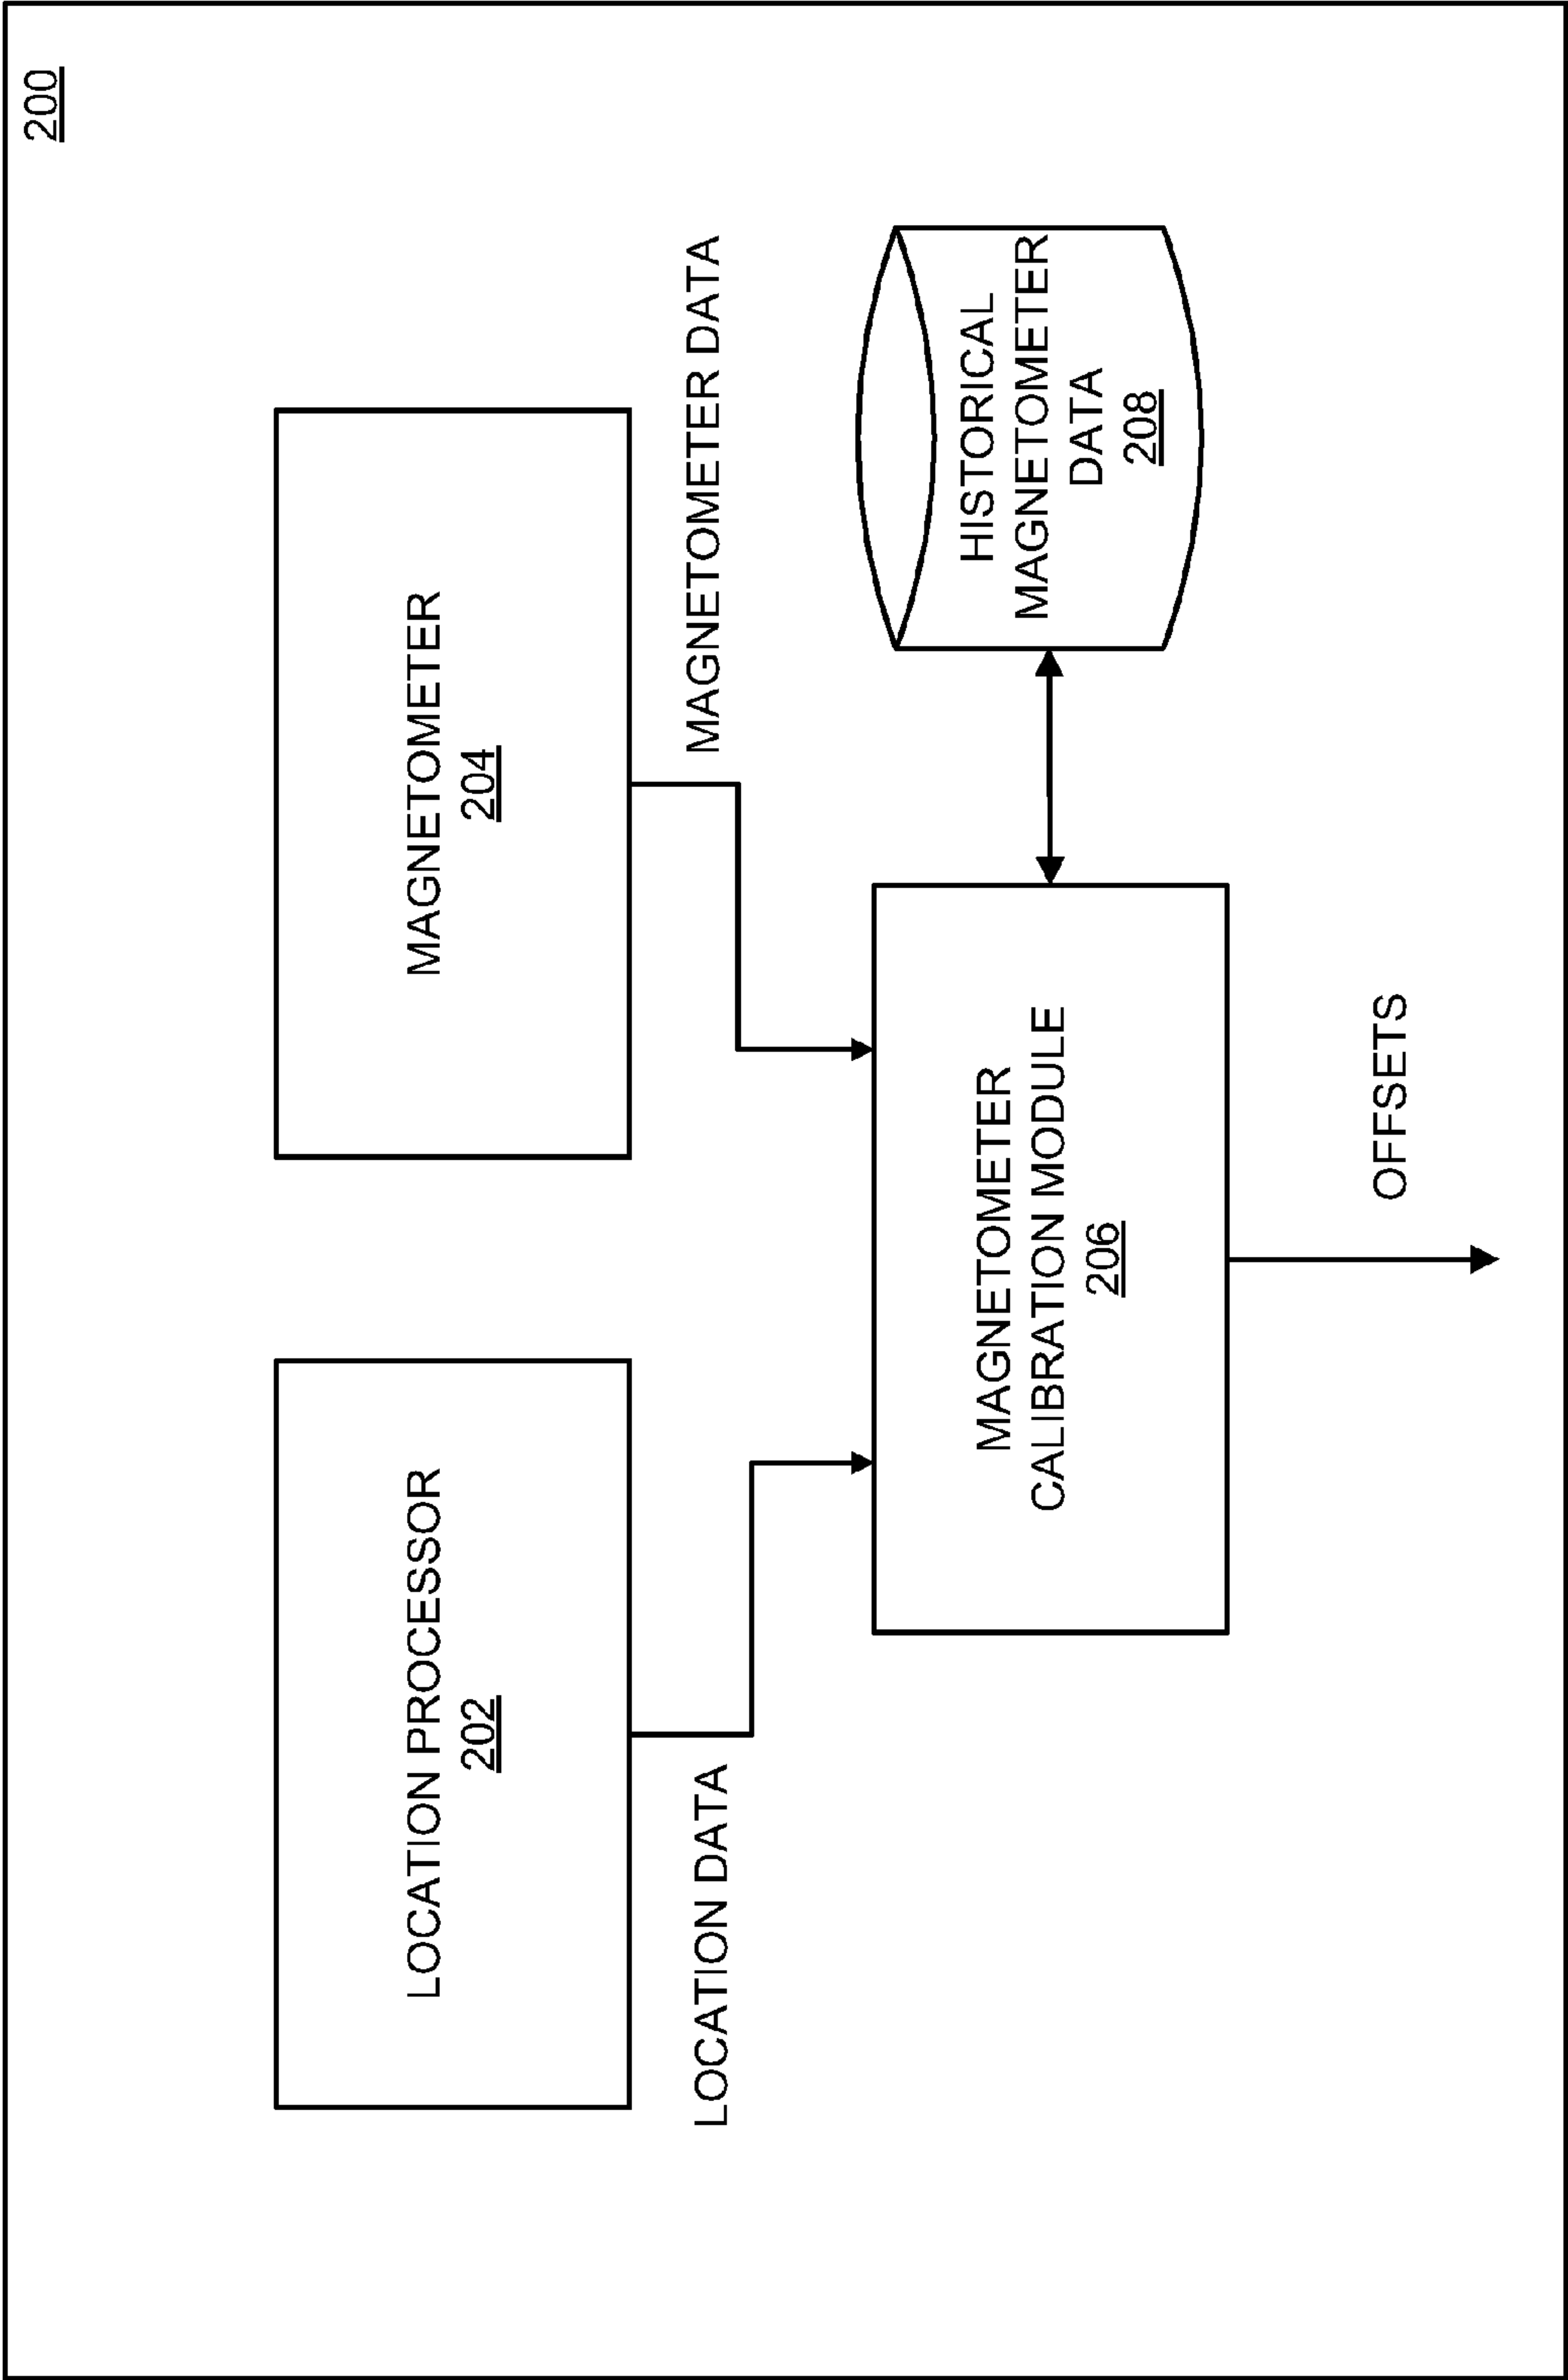 200
LOCATION PROCESSOR
202
MAGNETOMETER
204
LOCATION DATA
MAGNETOMETER DATA
MAGNETOMETER
CALIBRATION MODULE
206
HISTORICAL
MAGNETOMETER
DATA
208
OFFSETS